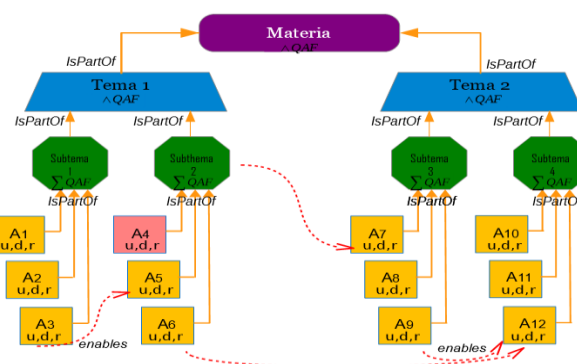 Materia
∧ QAF
IsPartOf
IsPartOf
Tema 1
∧ QAF
Tema 2
∧ QAF
IsPartOf
IsPartOf
IsPartOf
IsPartOf
Subtema
1
∑ QAF
Subthema
2
∑ QAF
Subtema
3
∑ QAF
Subtema
4
∑ QAF
IsPartOf
IsPartOf
IsPartOf
IsPartOf
A1
u,d,r
A4
u,d,r
A7
u,d,r
A10
u,d,r
A2
u,d,r
A5
u,d,r
A8
u,d,r
A11
u,d,r
A3
u,d,r
A6
u,d,r
A9
u,d,r
A12
u,d,r
enables
enables